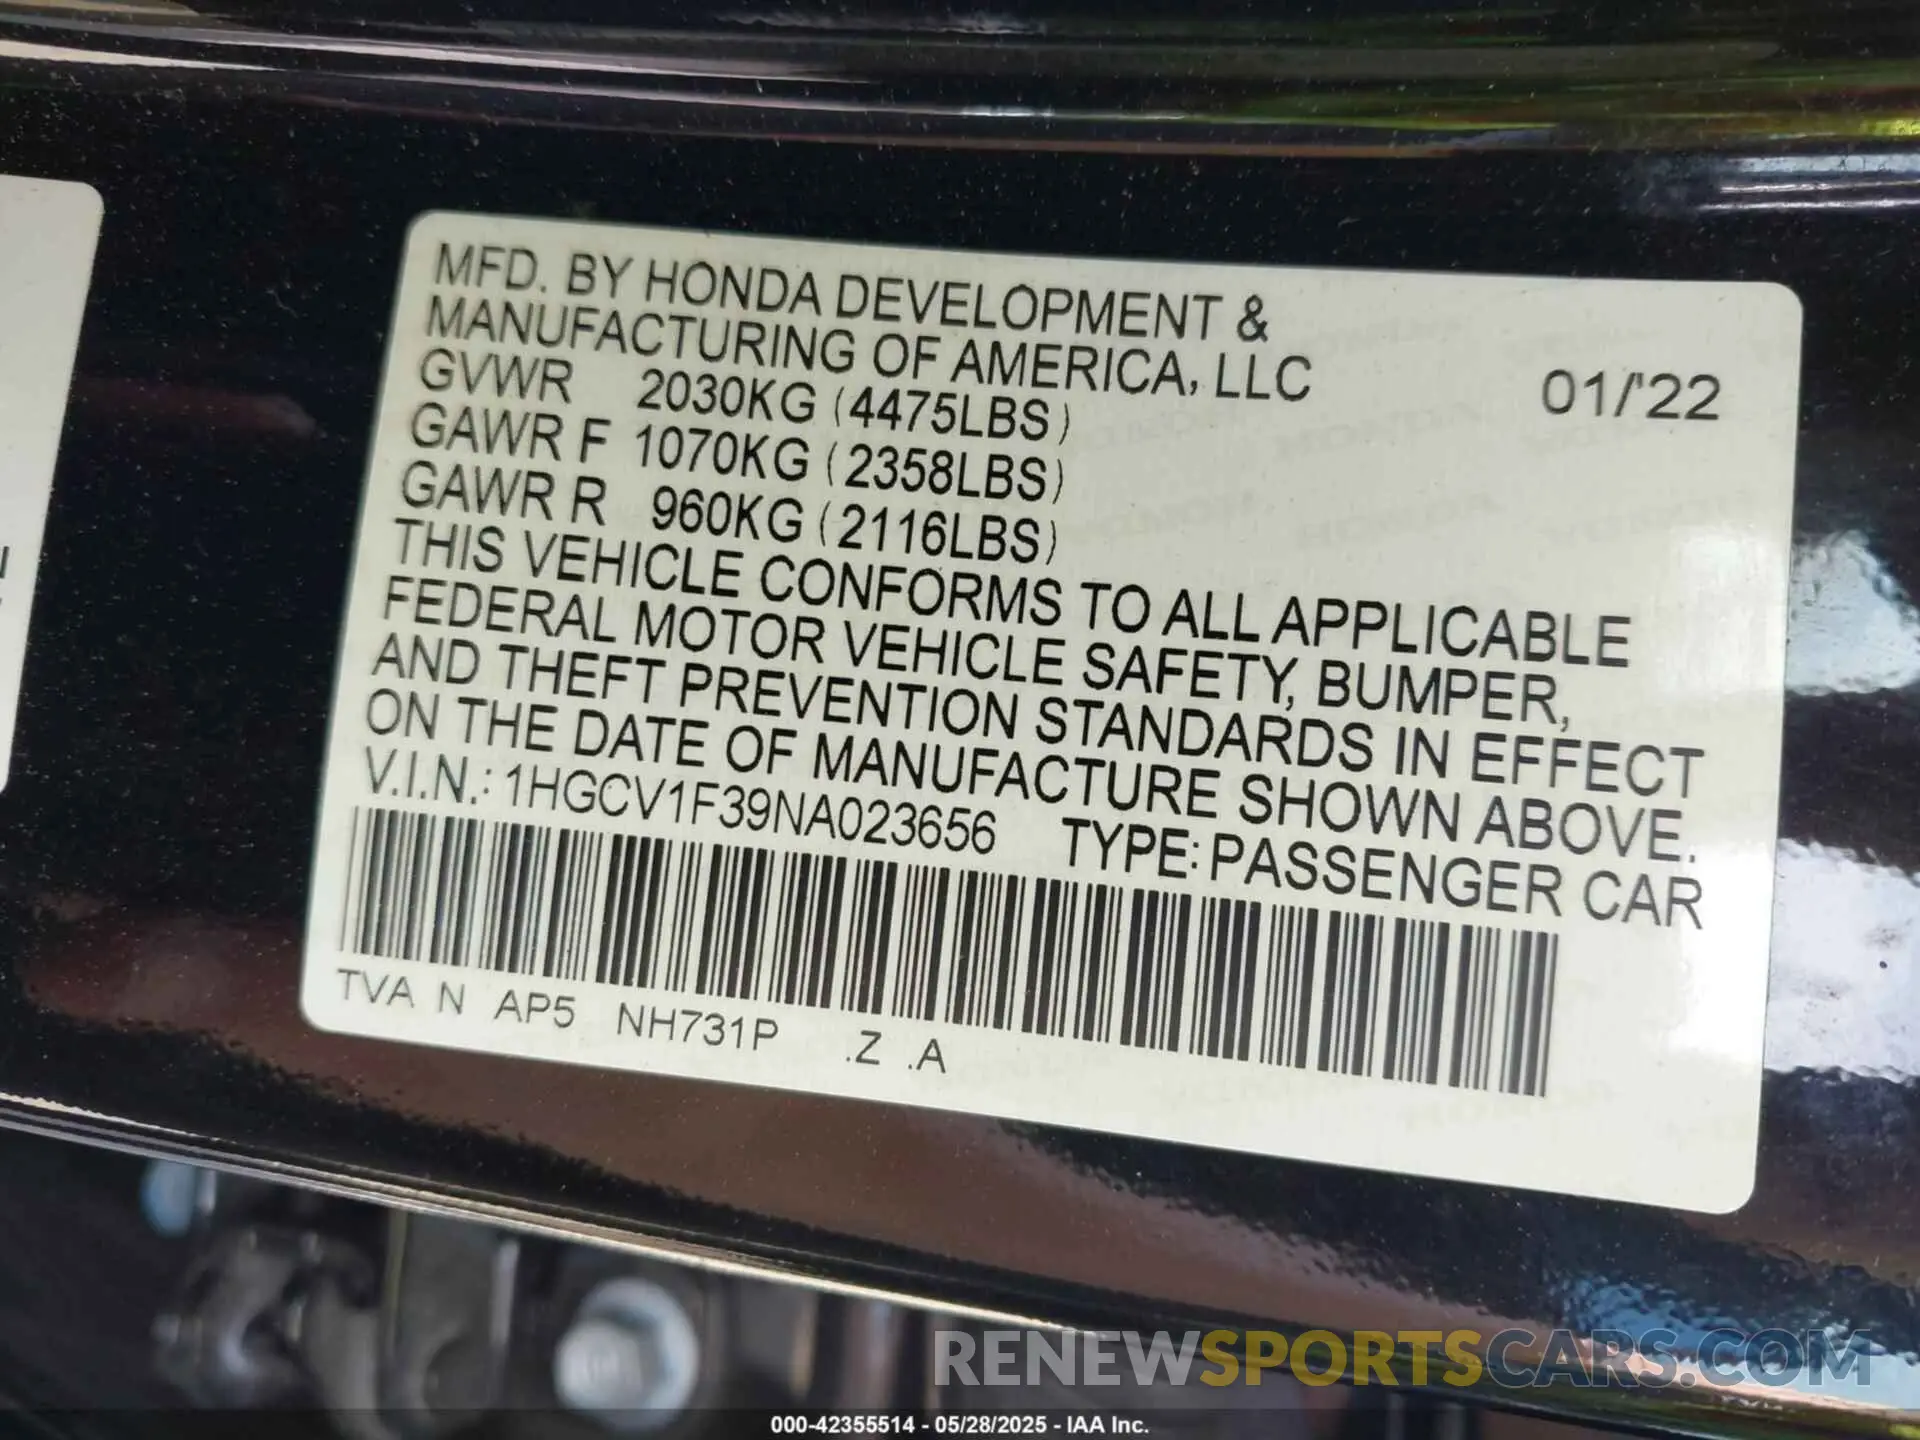 MFD. BY HONDA DEVELOPMENT &
MANUFACTURING OF AMERICA, LLC
01/'22
GVWR 2030KG (4475LBS)
GAWR F 1070KG (2358LBS)
GAWR R 960KG (2116LBS)
THIS VEHICLE CONFORMS TO ALL APPLICABLE
FEDERAL MOTOR VEHICLE SAFETY, BUMPER,
AND THEFT PREVENTION STANDARDS IN EFFECT
ON THE DATE OF MANUFACTURE SHOWN ABOVE.
V.I.N.: 1HGCV1F39NA023656 TYPE: PASSENGER CAR
TVA N AP5 NH731P .Z .A
RENEWSPORTSCARS.COM
000-42355514 - 05/28/2025 - IAA Inc.